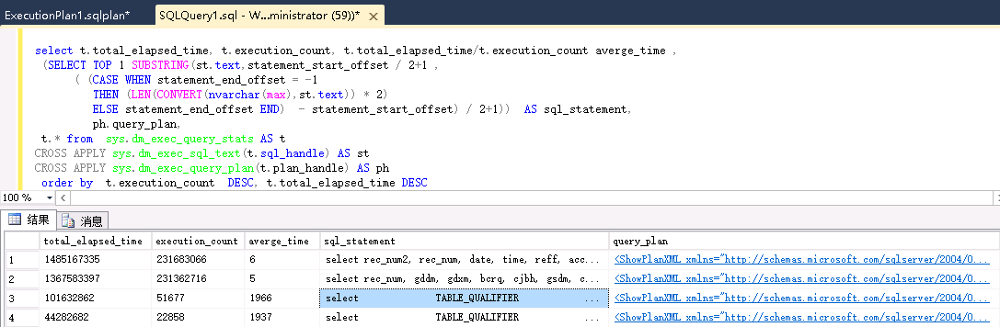 ExecutionPlan1.sqlplan* SQLQuery1.sql - W...ministrator (59))* ×
select t.total_elapsed_time, t.execution_count, t.total_elapsed_time/t.execution_count averge_time ,
(SELECT TOP 1 SUBSTRING(st.text,statement_start_offset / 2+1 ,
( (CASE WHEN statement_end_offset = -1
THEN (LEN(CONVERT(nvarchar(max),st.text)) * 2)
ELSE statement_end_offset END) - statement_start_offset) / 2+1)) AS sql_statement,
ph.query_plan,
t.* from sys.dm_exec_query_stats AS t
CROSS APPLY sys.dm_exec_sql_text(t.sql_handle) AS st
CROSS APPLY sys.dm_exec_query_plan(t.plan_handle) AS ph
order by t.execution_count DESC, t.total_elapsed_time DESC
100 %
结果 消息
total_elapsed_time execution_count averge_time sql_statement query_plan
1 1485167335 231683066 6 select rec_num2, rec_num, date, time, reff, acc... <ShowPlanXML xmlns="http://schemas.microsoft.com/sqlserver/2004/0...
2 1367583397 231362716 5 select rec_num, gddm, gdxm, bcrq, cjbh, gsdm, c... <ShowPlanXML xmlns="http://schemas.microsoft.com/sqlserver/2004/0...
3 101632862 51677 1966 select TABLE_QUALIFIER ... <ShowPlanXML xmlns="http://schemas.microsoft.com/sqlserver/2004/0...
4 44282682 22858 1937 select TABLE_QUALIFIER ... <ShowPlanXML xmlns="http://schemas.microsoft.com/sqlserver/2004/0...